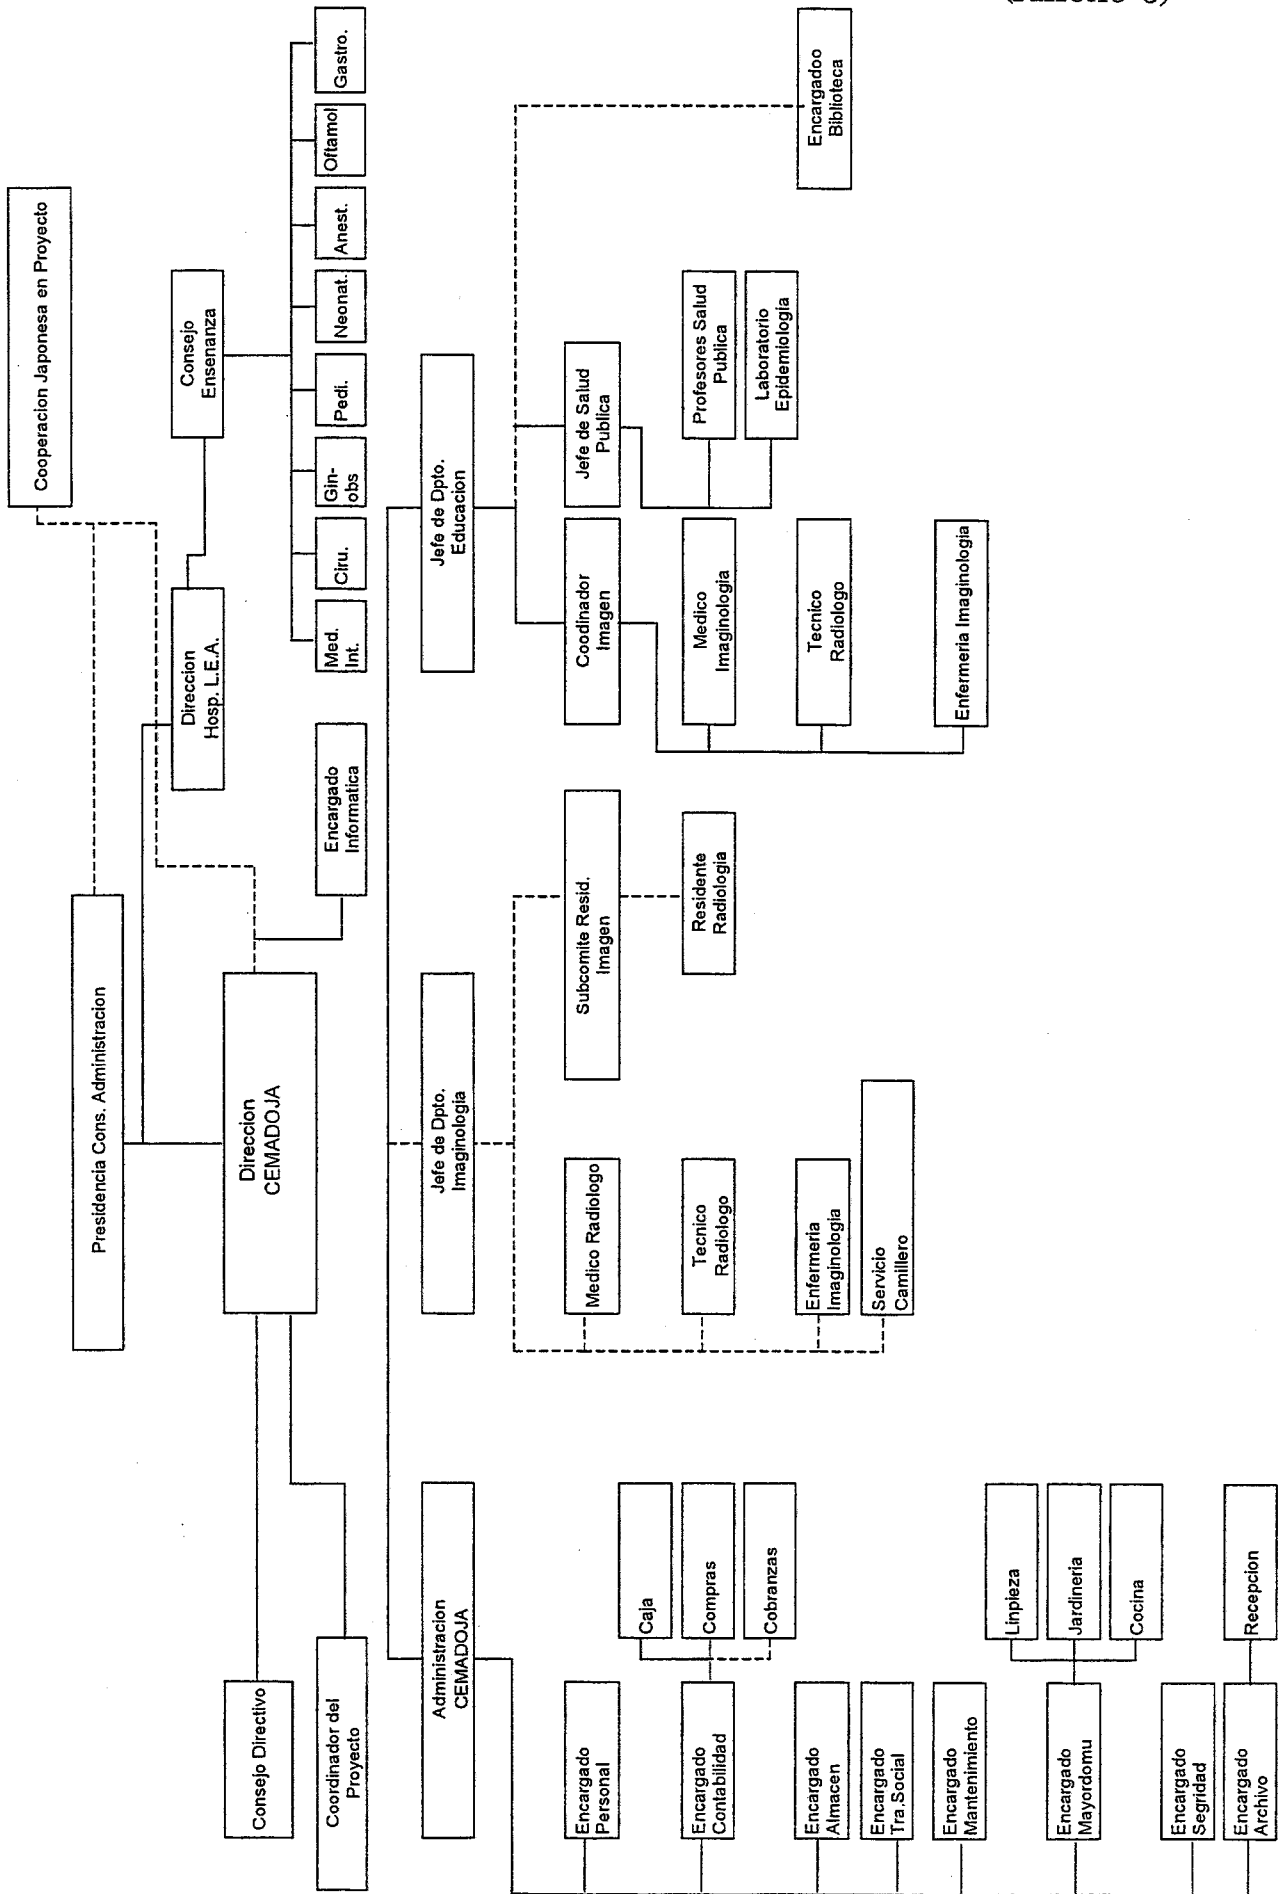 Cooperacion Japonesa en Proyecto
Presidencia Cons. Administracion
Direccion
Hosp. L.E.A.
Consejo
Ensenanza
Consejo Directivo
Direccion
CEMADOJA
Coordinador del
Proyecto
Encargado
Informatica
Med.
Int.
Ciru.
Gin-
obs
Pedi.
Neonat.
Anest.
Oftamol
Gastro.
Administracion
CEMADOJA
Jefe de Dpto.
Imaginologia
Jefe de Dpto.
Educacion
Encargado
Personal
Caja
Medico Radiologo
Subcomite Resid.
Imagen
Coodinador
Imagen
Jefe de Salud
Publica
Encargado
Contabilidad
Compras
Tecnico
Radiologo
Residente
Radiologia
Medico
Imaginologia
Profesores Salud
Publica
Cobranzas
Laboratorio
Epidemiologia
Encargado
Almacen
Enfermeria
Imaginologia
Tecnico
Radiologo
Encargadoo
Biblioteca
Encargado
Tra.Social
Servicio
Camillero
Encargado
Mantenimiento
Enfermeria Imaginologia
Linpieza
Encargado
Mayordomu
Jardineria
Cocina
Encargado
Segridad
Encargado
Archivo
Recepcion